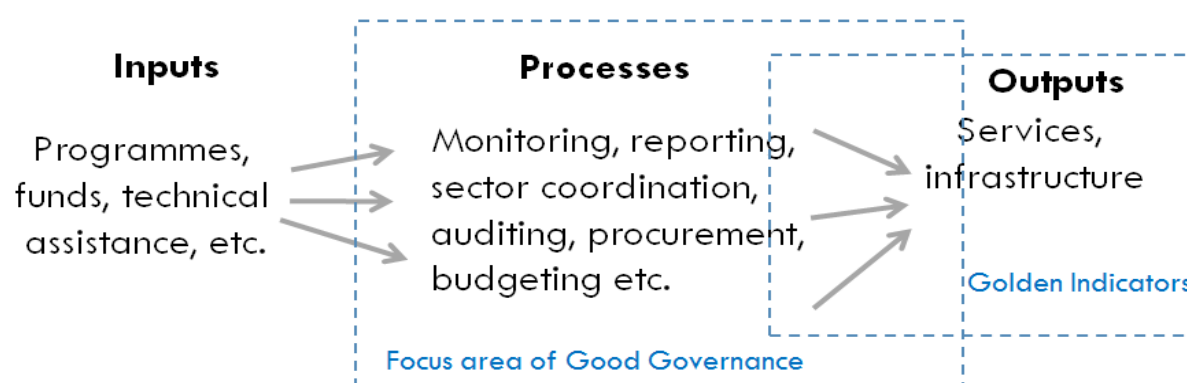 Inputs
Programmes,
funds, technical
assistance, etc.
Processes
Monitoring, reporting,
sector coordination,
auditing, procurement,
budgeting etc.
Focus area of Good Governance
Outputs
Services,
infrastructure
Golden Indicators